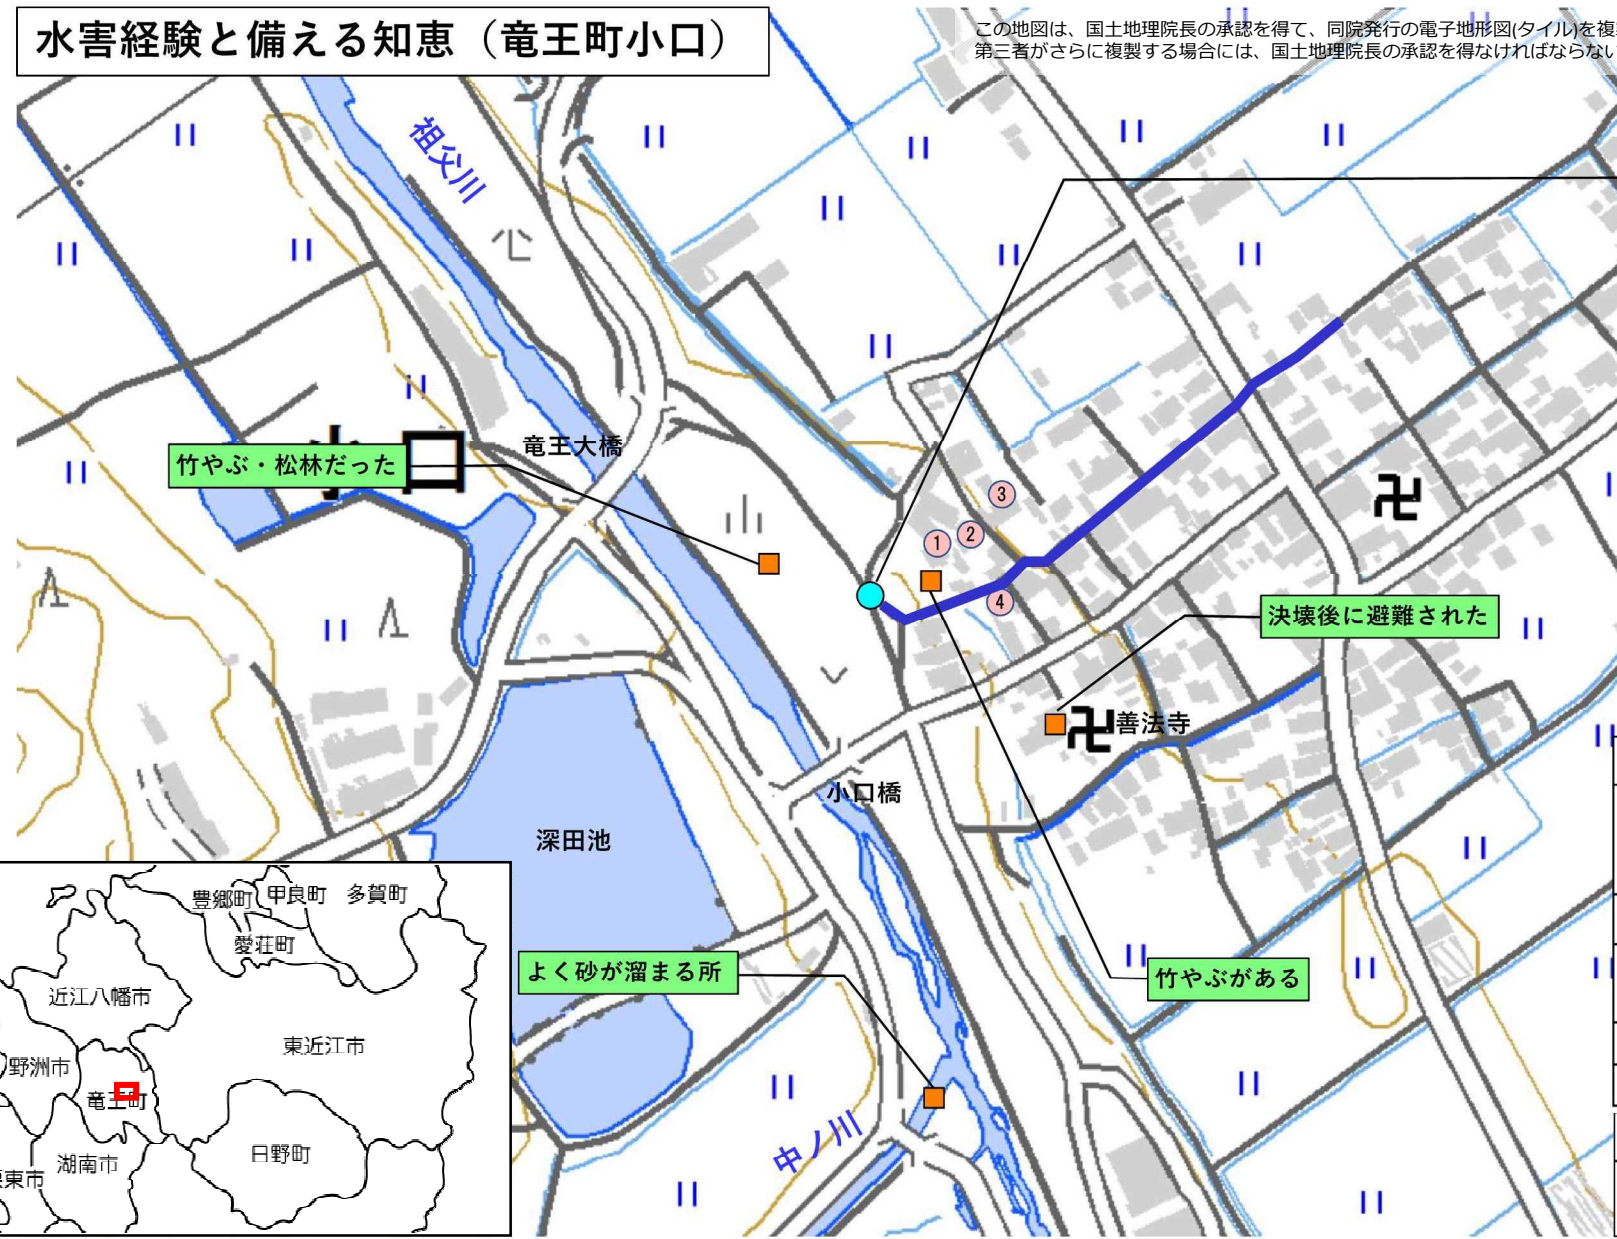 水害経験と備える知恵（竜王町小口）
この地図は、国土地理院長の承認を得て、同院発行の電子地形図(タイル)を複
第三者がさらに複製する場合には、国土地理院長の承認を得なければならない
祖父川
小口
竜王大橋
竹やぶ・松林だった
③
②
①
④
決壊後に避難された
善法寺
小口橋
深田池
よく砂が溜まる所
竹やぶがある
中ノ川
豊郷町
甲良町
多賀町
愛荘町
近江八幡市
東近江市
野洲市
竜王町
日野町
湖南市
東市